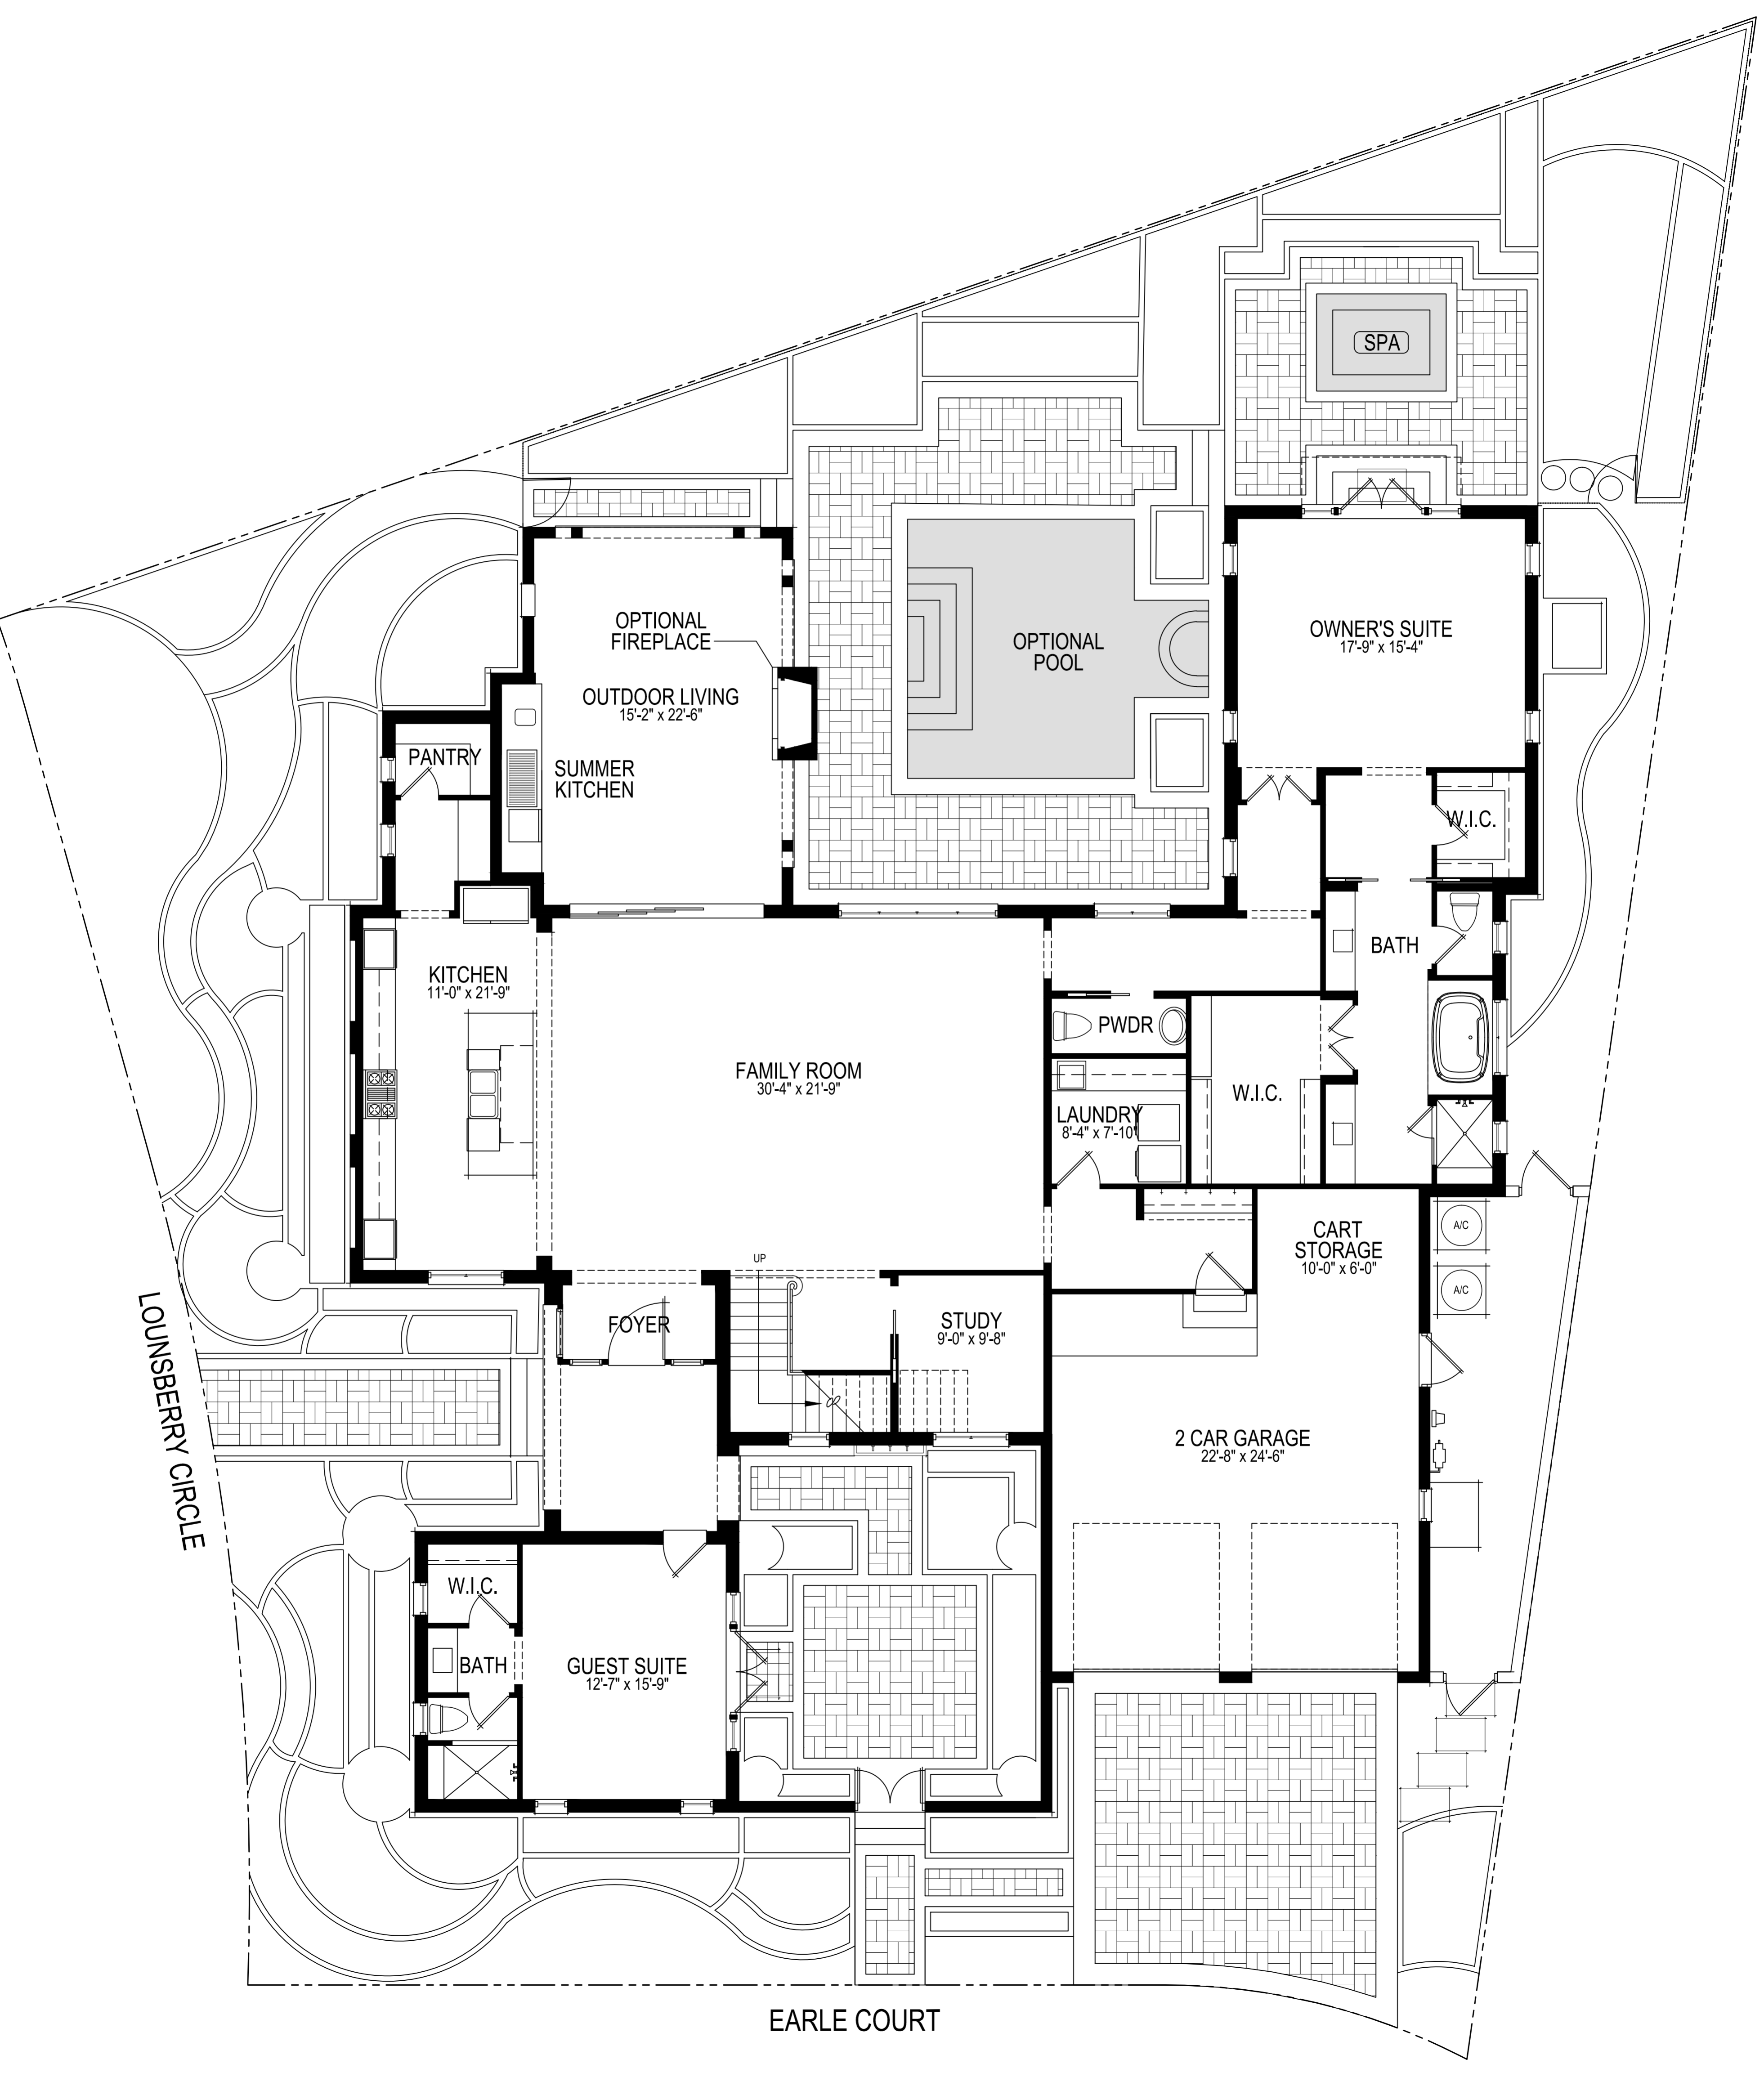 SPA
OPTIONAL
FIREPLACE
OPTIONAL
POOL
OWNER'S SUITE
17'-9" x 15'-4"
OUTDOOR LIVING
15'-2" x 22'-6"
PANTRY
SUMMER
KITCHEN
W.I.C.
BATH
KITCHEN
11'-0" x 21'-9"
PWDR
FAMILY ROOM
30'-4" x 21'-9"
W.I.C.
LAUNDRY
8'-4" x 7'-10"
UP
CART
STORAGE
10'-0" x 6'-0"
A/C
A/C
FOYER
STUDY
9'-0" x 9'-8"
LOUNSBERRY CIRCLE
2 CAR GARAGE
22'-8" x 24'-6"
W.I.C.
BATH
GUEST SUITE
12'-7" x 15'-9"
EARLE COURT